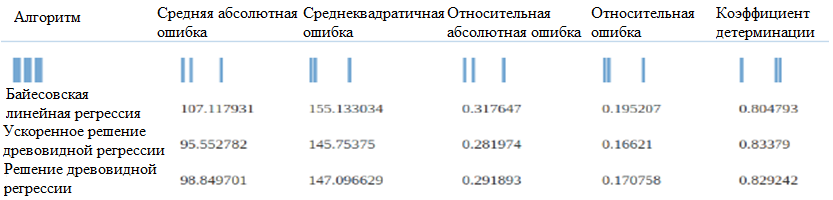 Алгоритм
Средняя абсолютная
ошибка
Среднеквадратичная
ошибка
Относительная
абсолютная ошибка
Относительная
ошибка
Коэффициент
детерминации
Байесовская
линейная регрессия
107.117931
155.133034
0.317647
0.195207
0.804793
Ускоренное решение
древовидной регрессии
95.552782
145.75375
0.281974
0.16621
0.83379
Решение древовидной
регрессии
98.849701
147.096629
0.291893
0.170758
0.829242